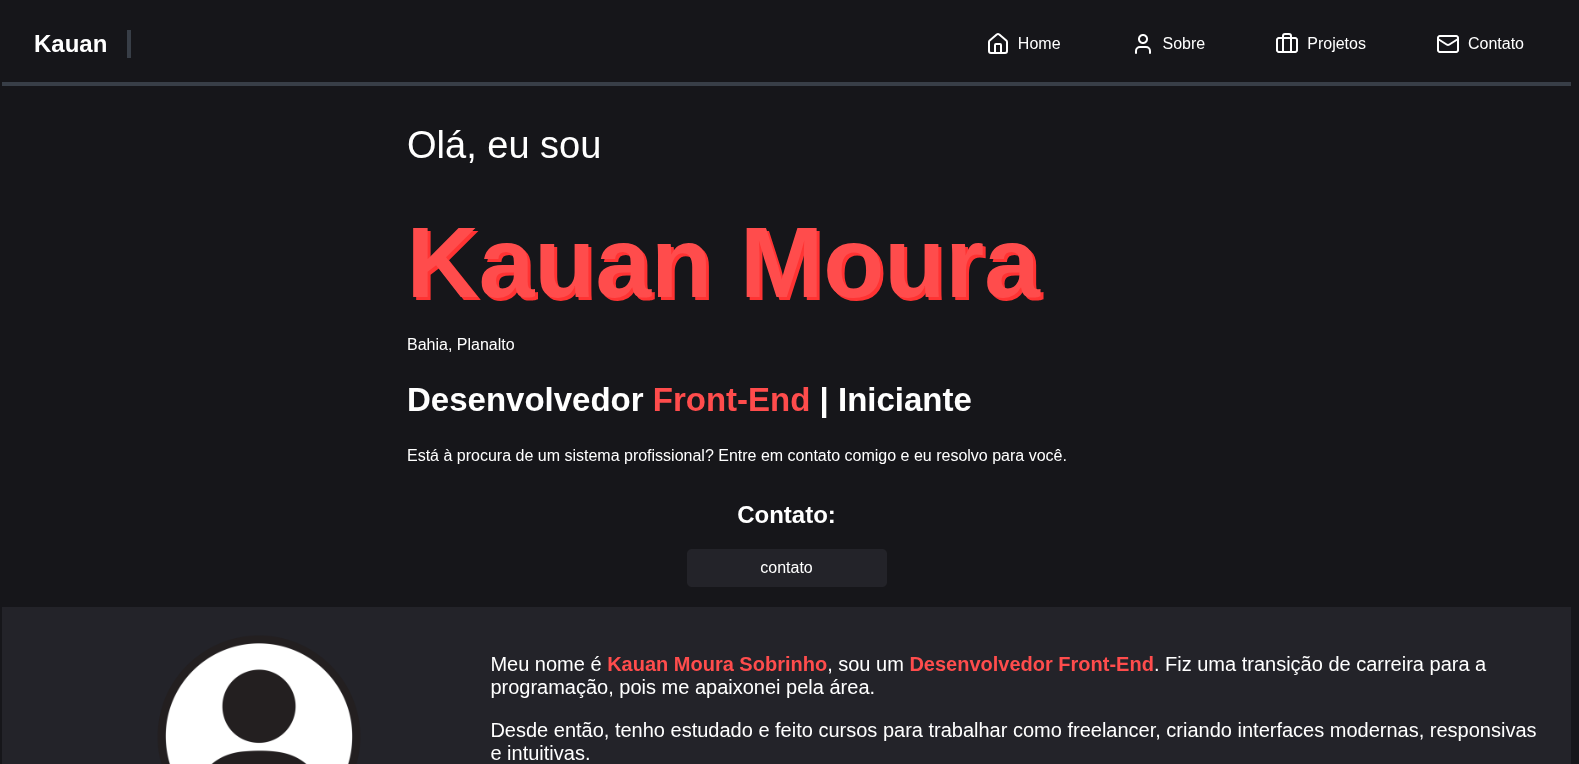 Kauan
Home
Sobre
Projetos
Contato
Olá, eu sou
Kauan Moura
Bahia, Planalto
Desenvolvedor Front-End | Iniciante
Está à procura de um sistema profissional? Entre em contato comigo e eu resolvo para você.
Contato:
contato
Meu nome é Kauan Moura Sobrinho, sou um Desenvolvedor Front-End. Fiz uma transição de carreira para a
programação, pois me apaixonei pela área.
Desde então, tenho estudado e feito cursos para trabalhar como freelancer, criando interfaces modernas, responsivas
e intuitivas.